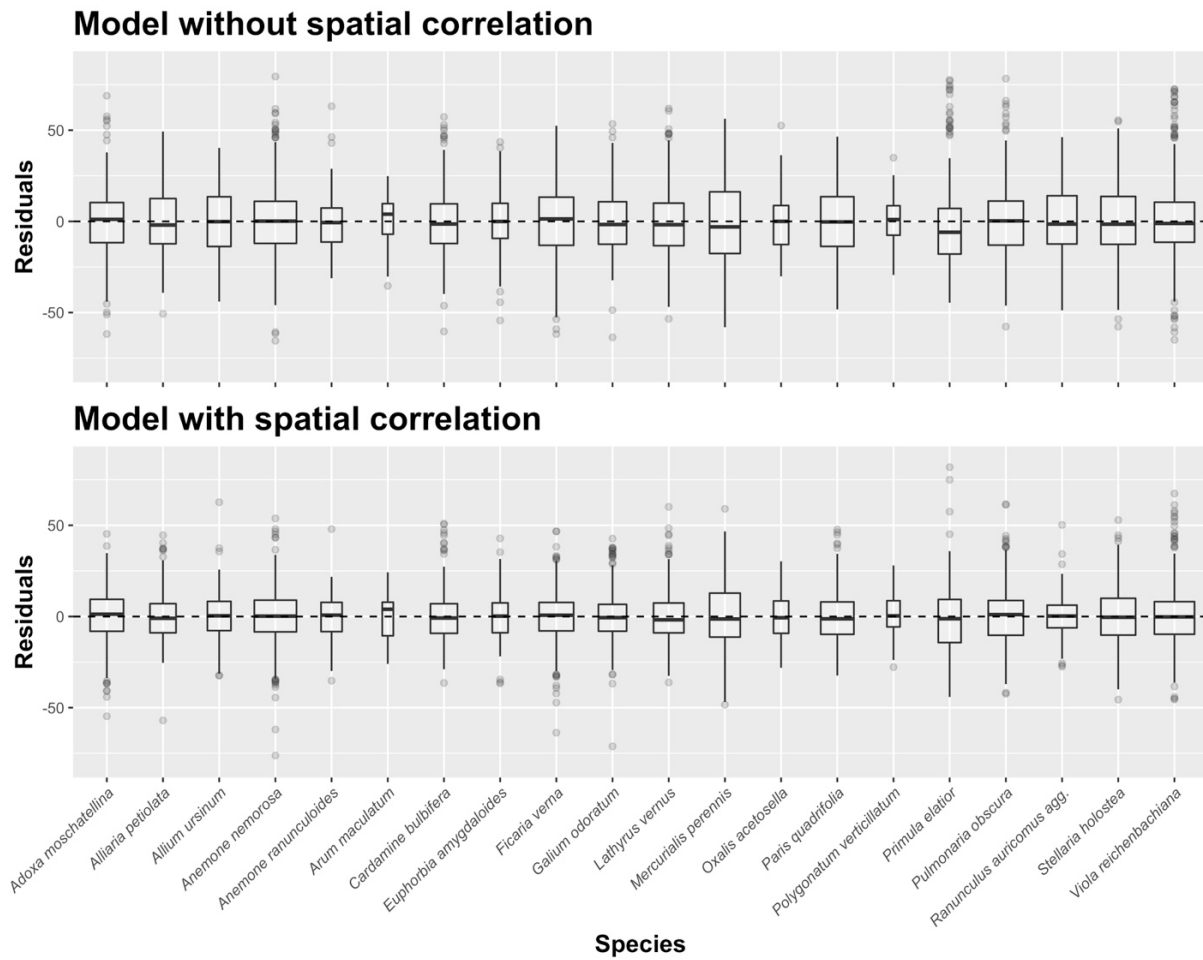 Model without spatial correlation
Residuals
50
0
-50
Model with spatial correlation
Residuals
50
0
-50
Adoxa moschatellina
Alliaria petiolata
Allium ursinum
Anemone nemorosa
Anemone ranunculoides
Arum maculatum
Cardamine bulbifera
Euphorbia amygdaloides
Ficaria verna
Galium odoratum
Lathyrus vernus
Mercurialis perennis
Oxalis acetosella
Paris quadrifolia
Polygonatum verticillatum
Primula elatior
Pulmonaria obscura
Ranunculus auricomus agg.
Stellaria holostea
Viola reichenbachiana
Species